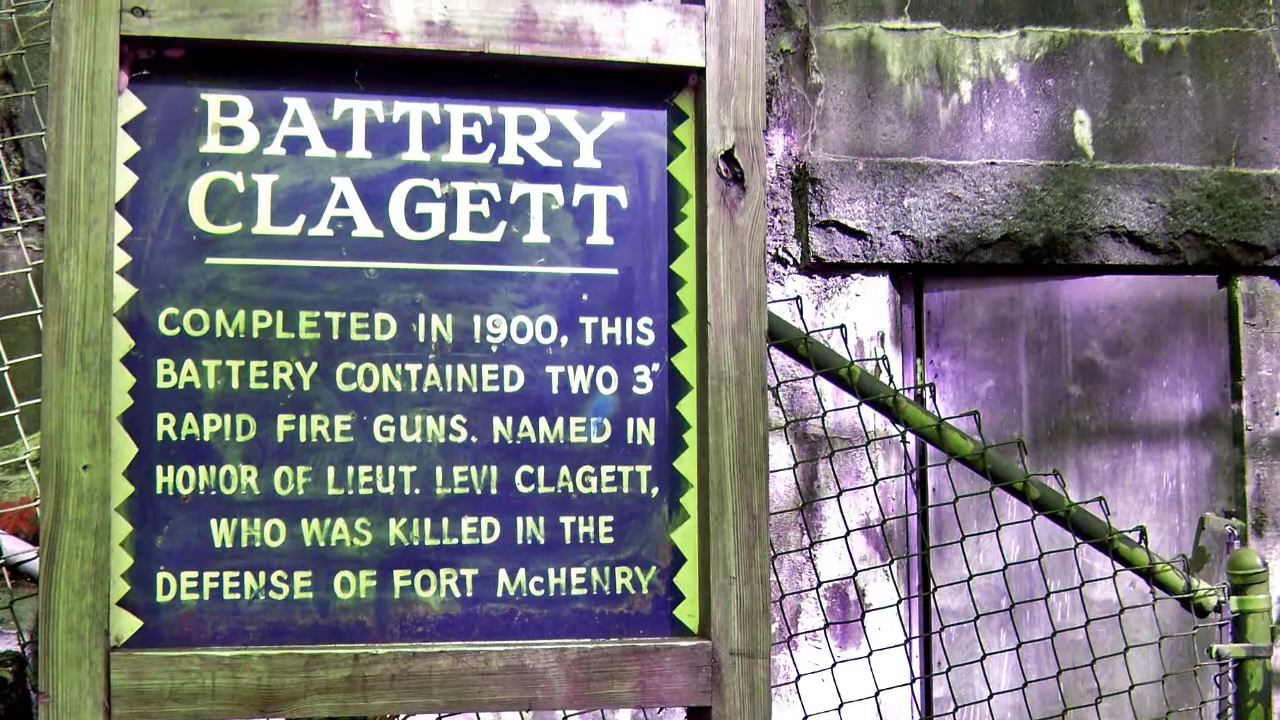 BATTERY
CLAGETT
COMPLETED IN 1900, THIS
BATTERY CONTAINED TWO 3"
RAPID FIRE GUNS. NAMED IN
HONOR OF LIEUT. LEVI CLAGETT,
WHO WAS KILLED IN THE
DEFENSE OF FORT McHENRY